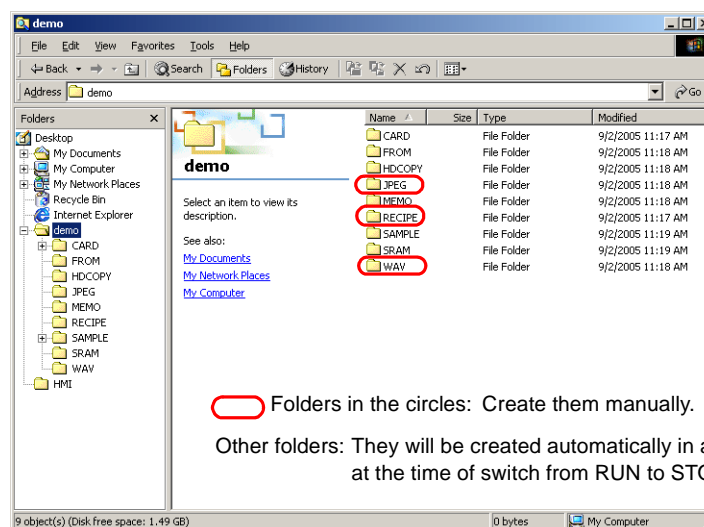 demo
File Edit View Favorites Tools Help
Back Search Folders History
Address demo Go
Folders
Desktop
My Documents
My Computer
My Network Places
Recycle Bin
Internet Explorer
demo
CARD
FROM
HDCOPY
JPEG
MEMO
RECIPE
SAMPLE
SRAM
WAV
HMI
demo
Select an item to view its
description.
See also:
My Documents
My Network Places
My Computer
Name Size Type Modified
CARD File Folder 9/2/2005 11:17 AM
FROM File Folder 9/2/2005 11:18 AM
HDCOPY File Folder 9/2/2005 11:18 AM
JPEG File Folder 9/2/2005 11:18 AM
MEMO File Folder 9/2/2005 11:18 AM
RECIPE File Folder 9/2/2005 11:17 AM
SAMPLE File Folder 9/2/2005 11:19 AM
SRAM File Folder 9/2/2005 11:19 AM
WAV File Folder 9/2/2005 11:18 AM
Folders in the circles: Create them manually.
Other folders: They will be created automatically in a
at the time of switch from RUN to STO
9 object(s) (Disk free space: 1.49 GB) 0 bytes My Computer